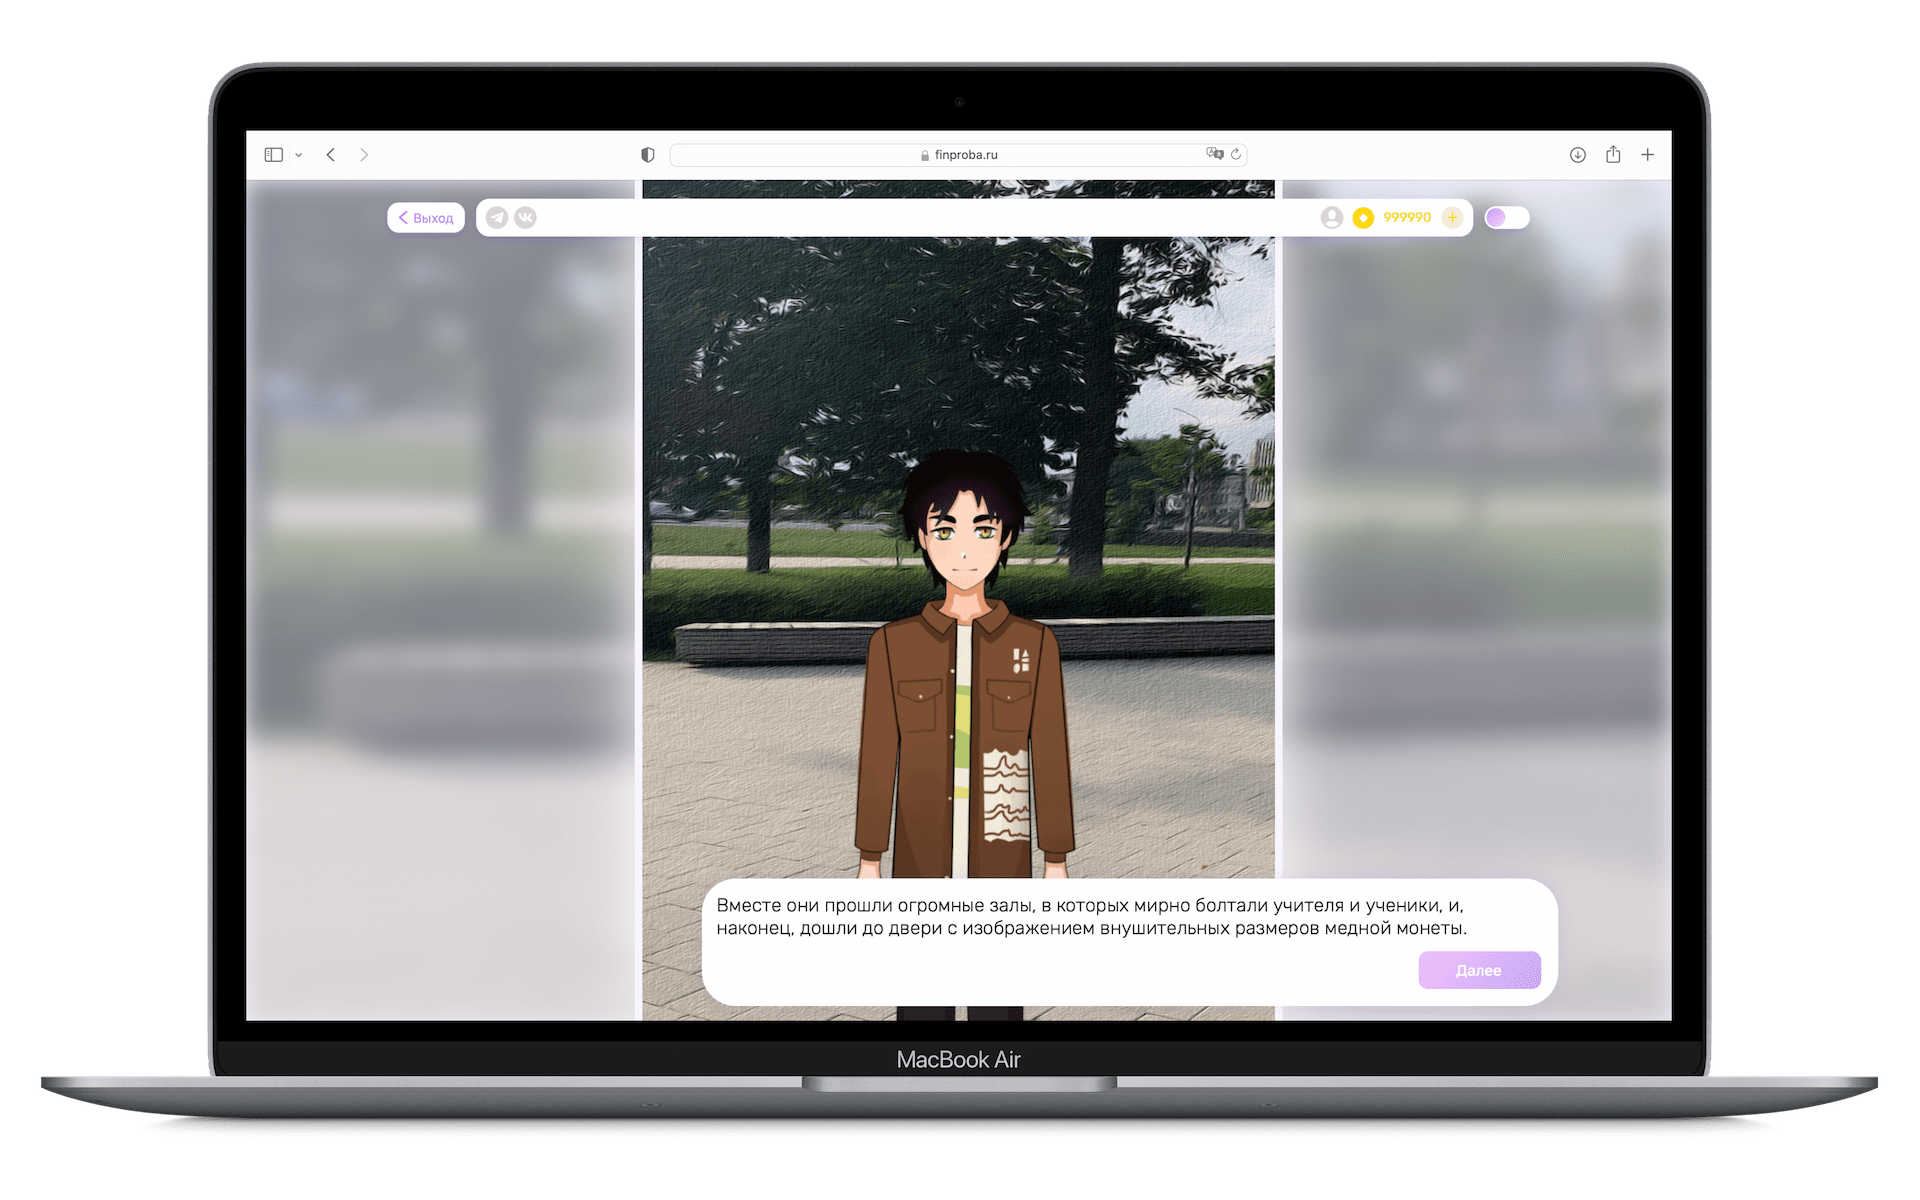 finproba.ru
Выход
999990
Вместе они прошли огромные залы, в которых мирно болтали учителя и ученики, и,
наконец, дошли до двери с изображением внушительных размеров медной монеты.
Далее
MacBook Air